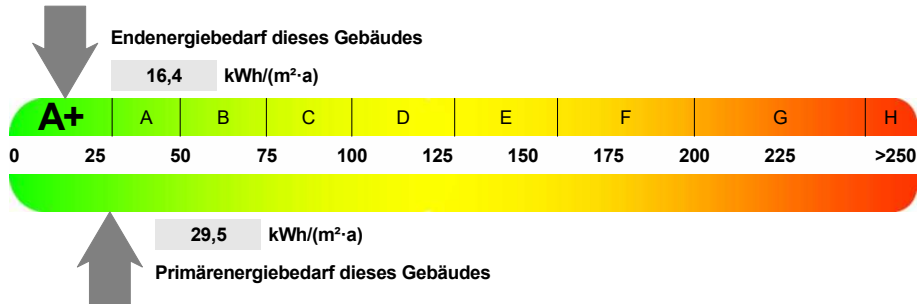 Endenergiebedarf dieses Gebäudes
16,4 kWh/(m²·a)
A+ A B C D E F G H
0 25 50 75 100 125 150 175 200 225 >250
29,5 kWh/(m²·a)
Primärenergiebedarf dieses Gebäudes